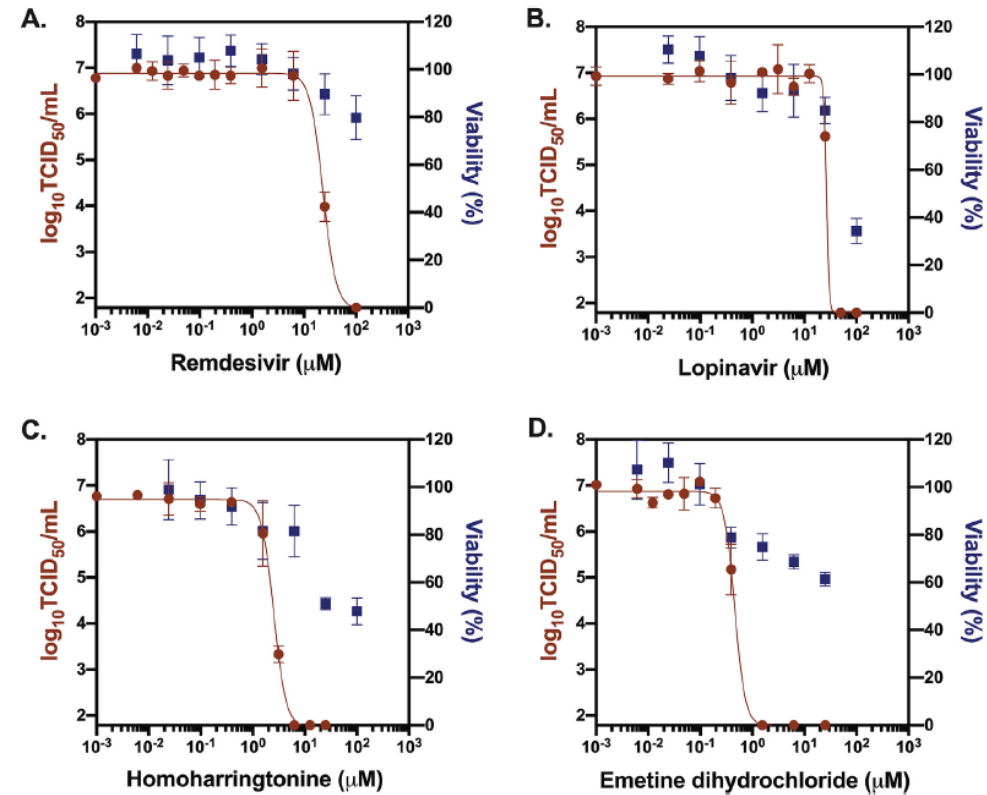 A.
8
7
6
5
4
3
2
log₁₀TCID₅₀/mL
120
100
80
60
40
20
0
Viability (%)
10⁻³ 10⁻² 10⁻¹ 10⁰ 10¹ 10² 10³
Remdesivir (μM)
B.
8
7
6
5
4
3
2
log₁₀TCID₅₀/mL
120
100
80
60
40
20
0
Viability (%)
10⁻³ 10⁻² 10⁻¹ 10⁰ 10¹ 10² 10³
Lopinavir (μM)
C.
8
7
6
5
4
3
2
log₁₀TCID₅₀/mL
120
100
80
60
40
20
0
Viability (%)
10⁻³ 10⁻² 10⁻¹ 10⁰ 10¹ 10² 10³
Homoharringtonine (μM)
D.
8
7
6
5
4
3
2
log₁₀TCID₅₀/mL
120
100
80
60
40
20
0
Viability (%)
10⁻³ 10⁻² 10⁻¹ 10⁰ 10¹ 10² 10³
Emetine dihydrochloride (μM)